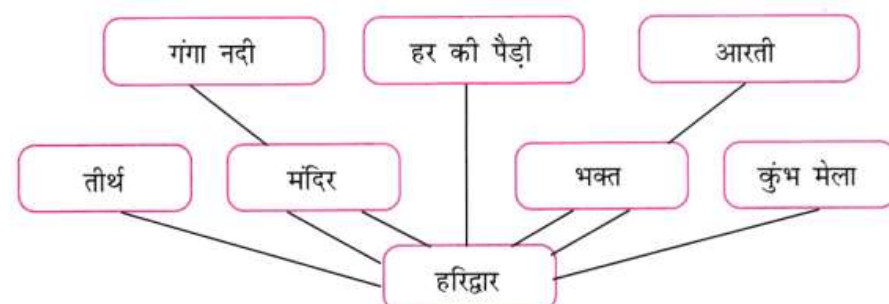 गंगा नदी हर की पैड़ी आरती
तीर्थ मंदिर भक्त कुंभ मेला
हरिद्वार